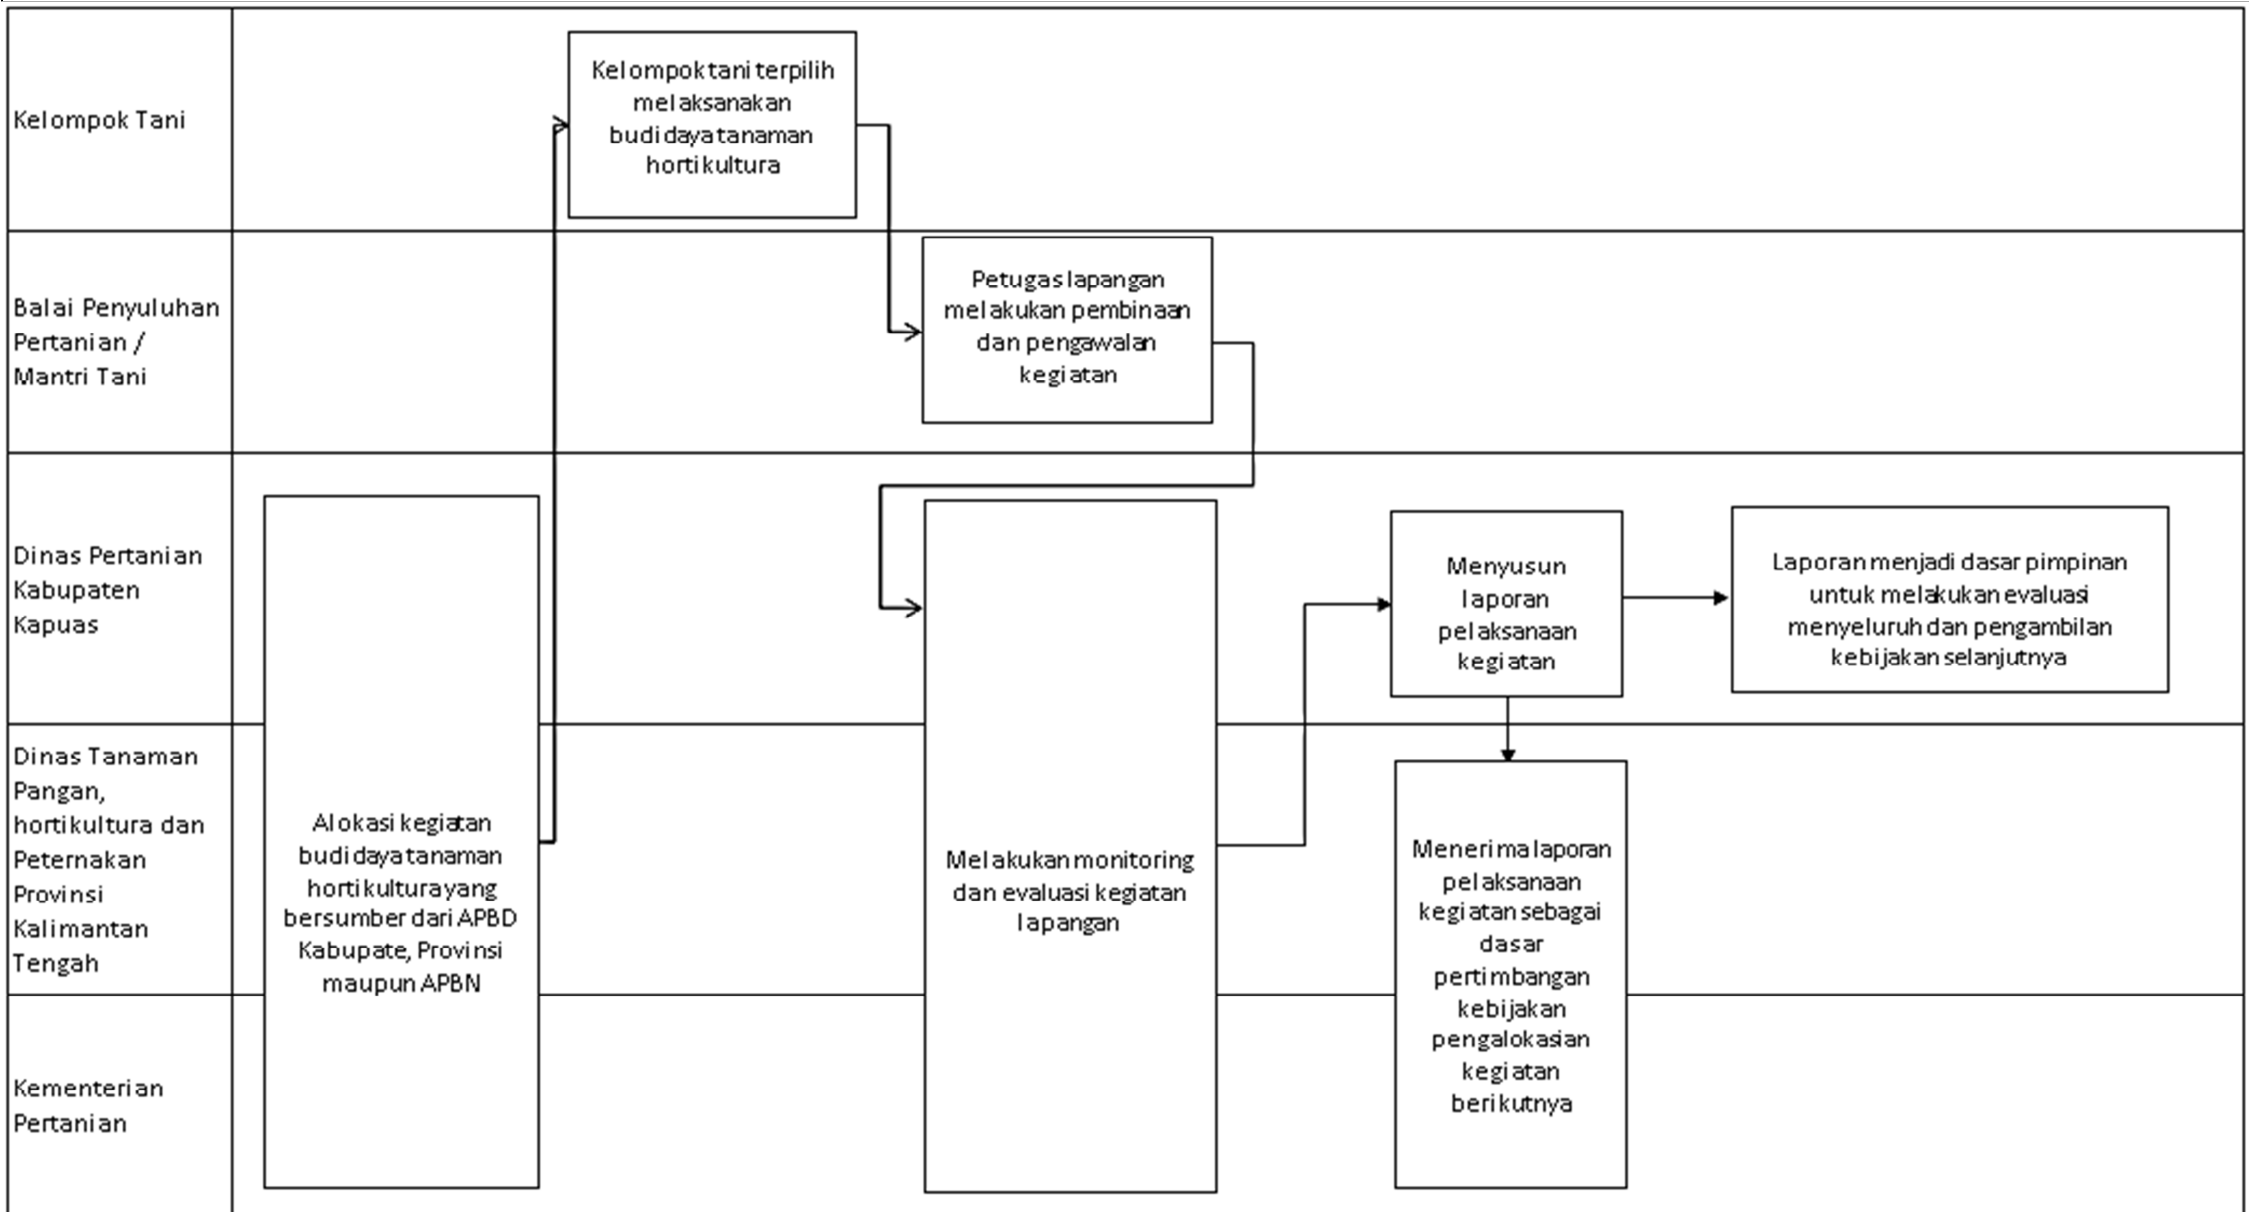 Kelompok Tani
Kelompok tani terpilih
melaksanakan
budidaya tanaman
hortikultura
Balai Penyuluhan
Pertanian /
Mantri Tani
Petugas lapangan
melakukan pembinaan
dan pengawalan
kegiatan
Dinas Pertanian
Kabupaten
Kapuas
Menyusun
laporan
pelaksanaan
kegiatan
Laporan menjadi dasar pimpinan
untuk melakukan evaluasi
menyeluruh dan pengambilan
kebijakan selanjutnya
Dinas Tanaman
Pangan,
hortikultura dan
Peternakan
Provinsi
Kalimantan
Tengah
Alokasi kegiatan
budidaya tanaman
hortikultura yang
bersumber dari APBD
Kabupate, Provinsi
maupun APBN
Melakukan monitoring
dan evaluasi kegiatan
lapangan
Menerima laporan
pelaksanaan
kegiatan sebagai
dasar
pertimbangan
kebijakan
pengalokasian
kegiatan
berikutnya
Kementerian
Pertanian